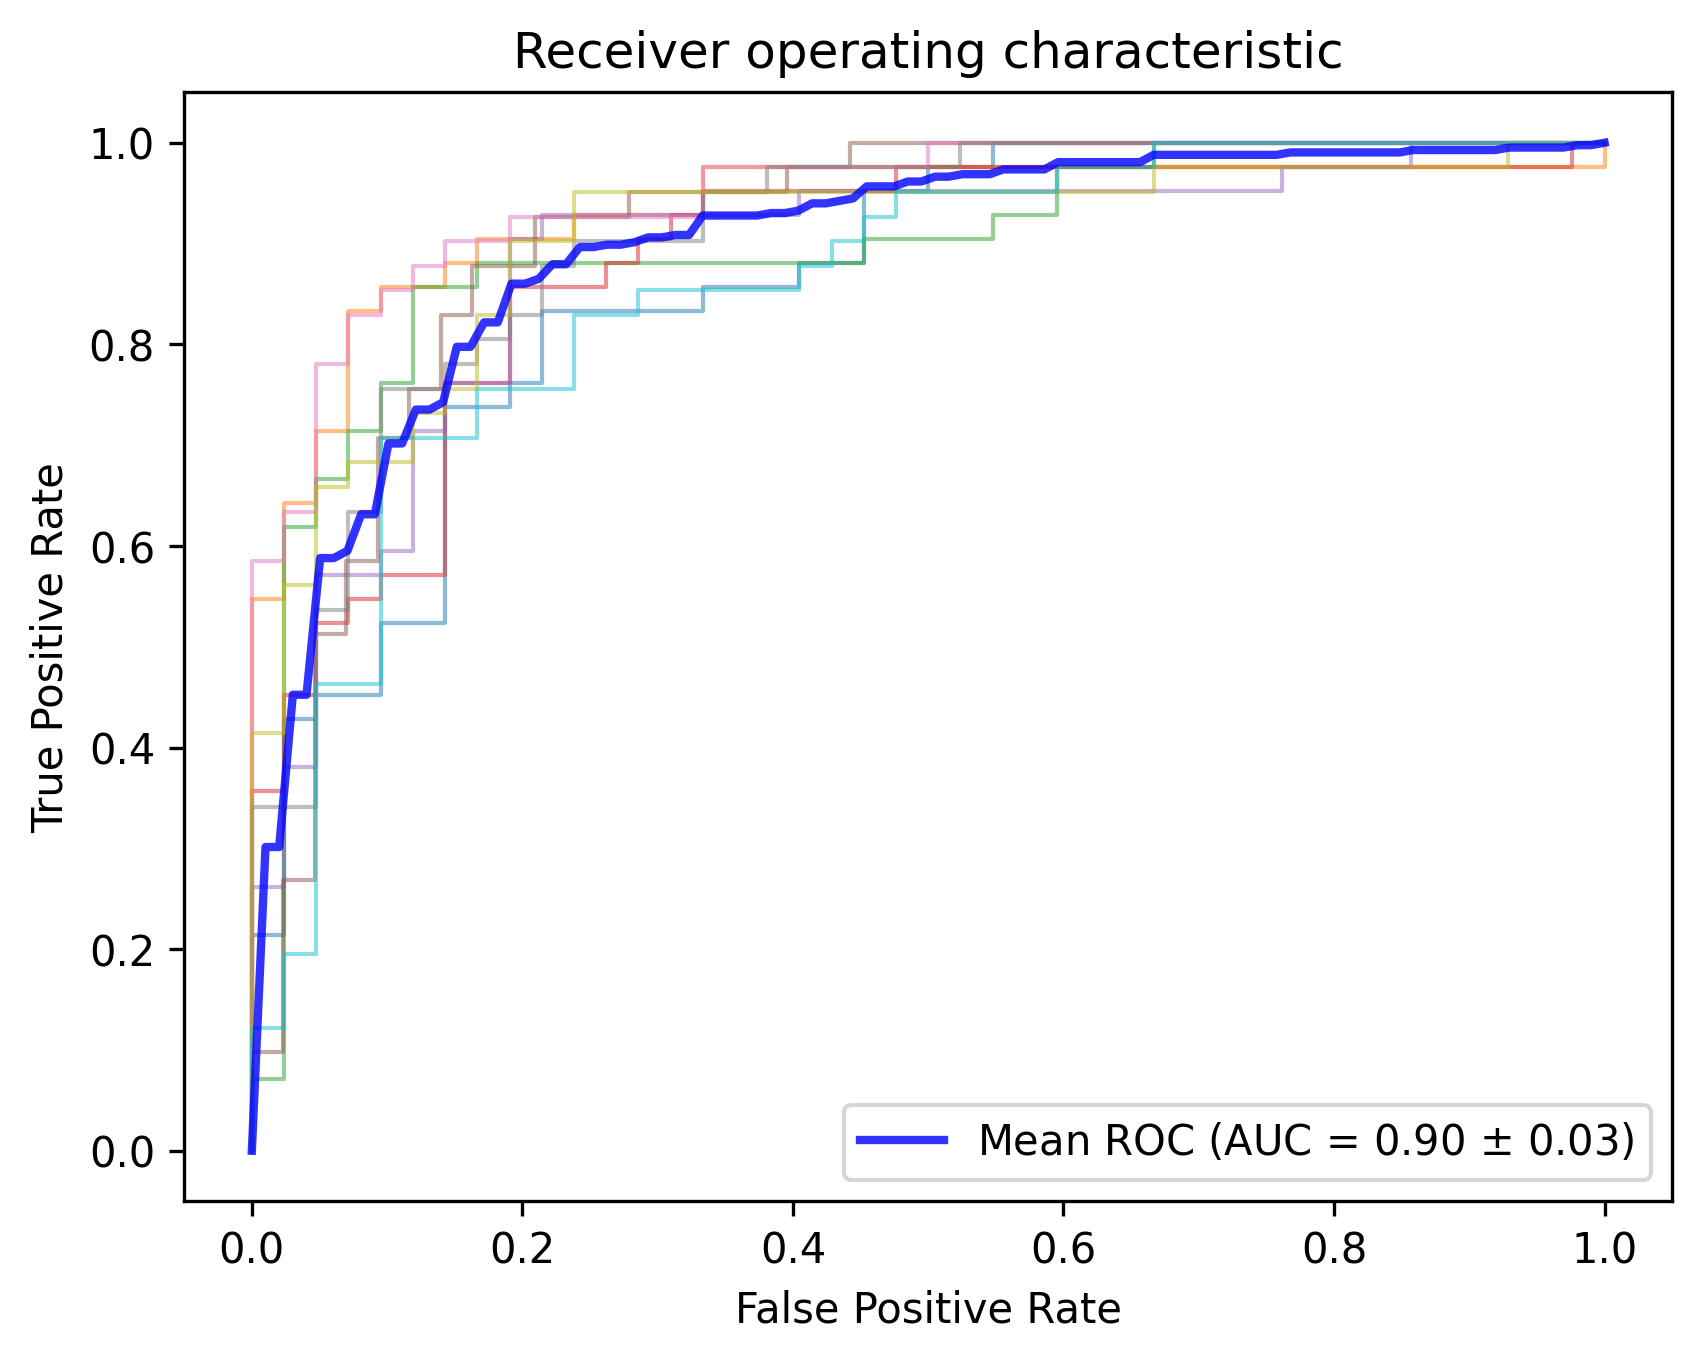 Receiver operating characteristic
True Positive Rate
1.0
0.8
0.6
0.4
0.2
0.0
Mean ROC (AUC = 0.90 ± 0.03)
0.0 0.2 0.4 0.6 0.8 1.0
False Positive Rate